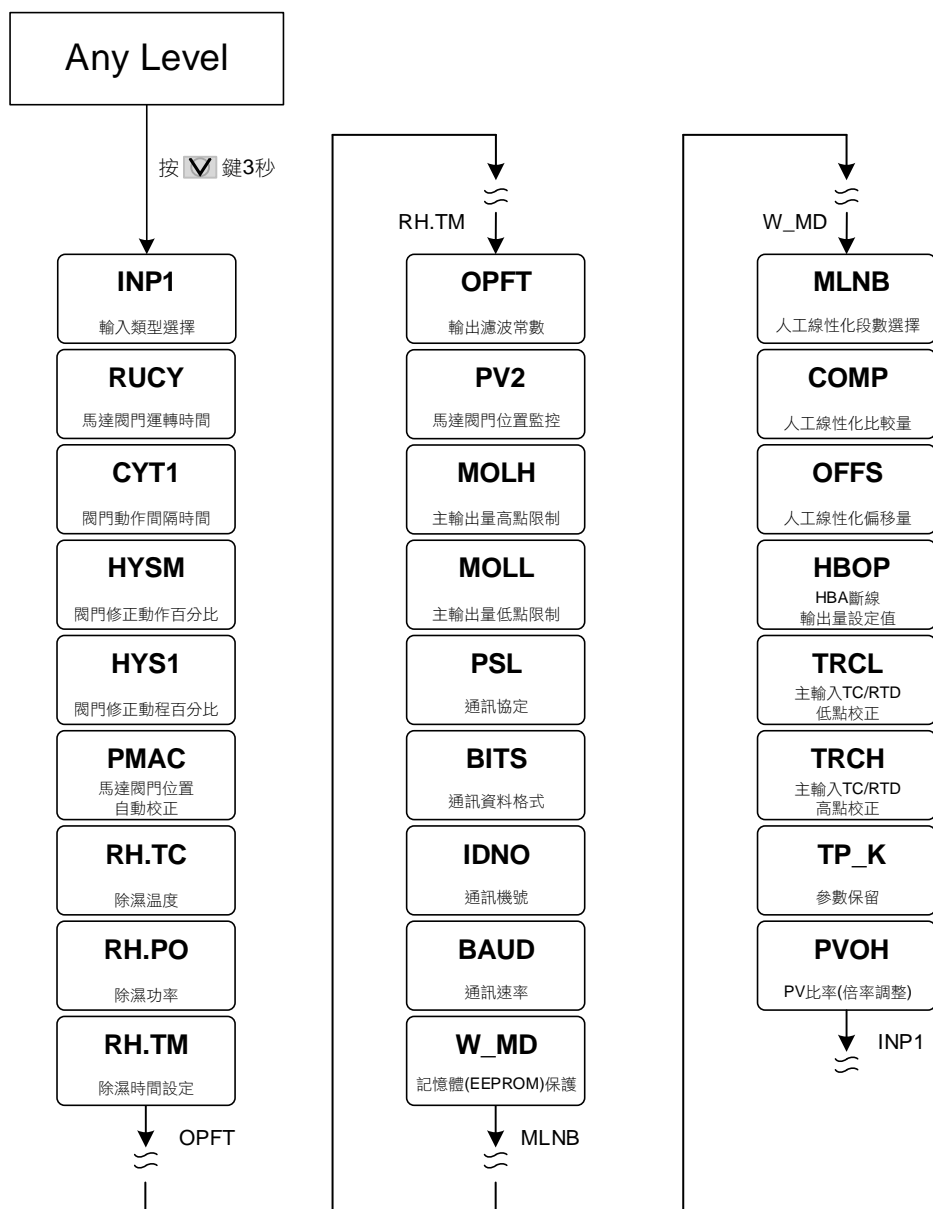 Any Level
按 V 鍵3秒
INP1
輸入類型選擇
RUCY
馬達閥門運轉時間
CYT1
閥門動作間隔時間
HYSM
閥門修正動作百分比
HYS1
閥門修正動程百分比
PMAC
馬達閥門位置
自動校正
RH.TC
除濕溫度
RH.PO
除濕功率
RH.TM
除濕時間設定
OPFT
RH.TM
OPFT
輸出濾波常數
PV2
馬達閥門位置監控
MOLH
主輸出量高點限制
MOLL
主輸出量低點限制
PSL
通訊協定
BITS
通訊資料格式
IDNO
通訊機號
BAUD
通訊速率
W_MD
記憶體(EEPROM)保護
MLNB
W_MD
MLNB
人工線性化段數選擇
COMP
人工線性化比較量
OFFS
人工線性化偏移量
HBOP
HBA斷線
輸出量設定值
TRCL
主輸入TC/RTD
低點校正
TRCH
主輸入TC/RTD
高點校正
TP_K
參數保留
PVOH
PV比率(倍率調整)
INP1